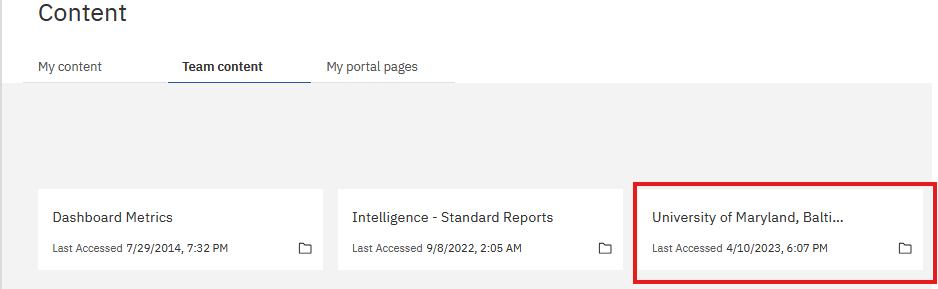 Content
My content Team content My portal pages
Dashboard Metrics
Last Accessed 7/29/2014, 7:32 PM
Intelligence - Standard Reports
Last Accessed 9/8/2022, 2:05 AM
University of Maryland, Balti...
Last Accessed 4/10/2023, 6:07 PM